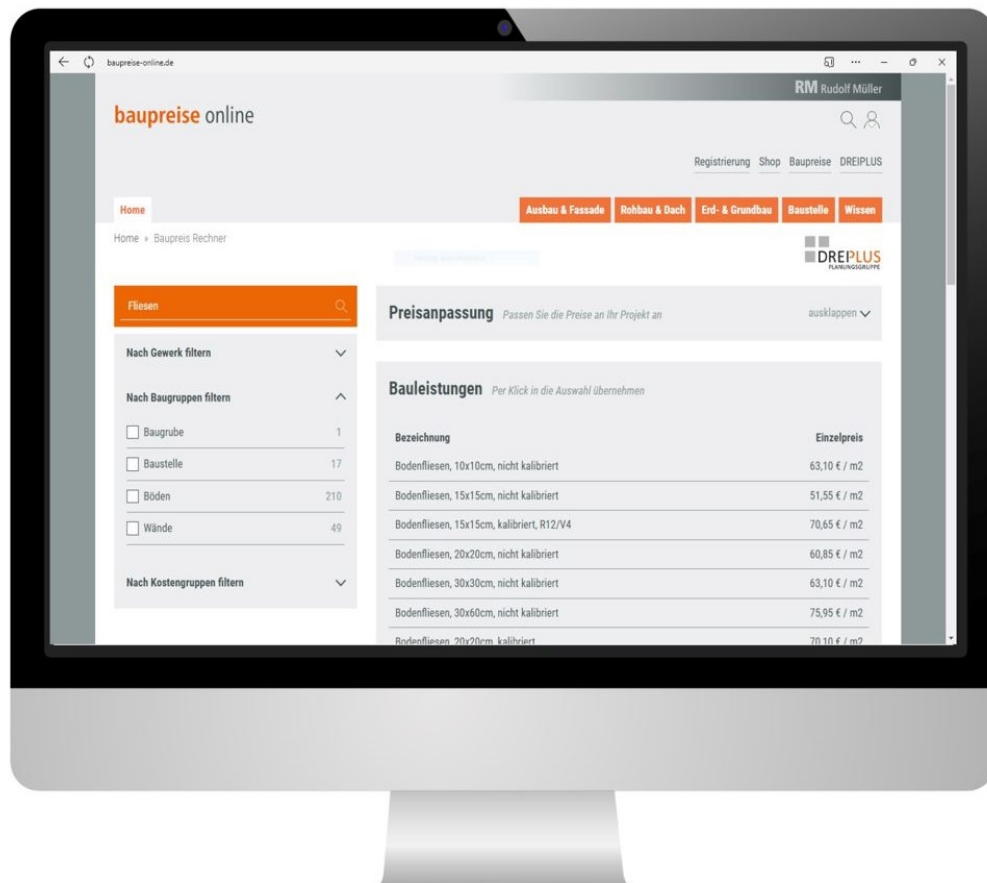 baupreise-online.de
RM Rudolf Müller
baupreise online
Registrierung Shop Baupreise DREIPLUS
Home Ausbau & Fassade Rohbau & Dach Erd- & Grundbau Baustelle Wissen
Home » Baupreis Rechner
DREIPLUS
PLANUNGSGRUPPE
Fliesen
Nach Gewerk filtern
Nach Baugruppen filtern
Baugrube 1
Baustelle 17
Böden 210
Wände 49
Nach Kostengruppen filtern
Preisanpassung Passen Sie die Preise an Ihr Projekt an ausklappen
Bauleistungen Per Klick in die Auswahl übernehmen
Bezeichnung Einzelpreis
Bodenfliesen, 10x10cm, nicht kalibriert 63,10 € / m2
Bodenfliesen, 15x15cm, nicht kalibriert 51,55 € / m2
Bodenfliesen, 15x15cm, kalibriert, R12/V4 70,65 € / m2
Bodenfliesen, 20x20cm, nicht kalibriert 60,85 € / m2
Bodenfliesen, 30x30cm, nicht kalibriert 63,10 € / m2
Bodenfliesen, 30x60cm, nicht kalibriert 75,95 € / m2
Bodenfliesen, 20x20cm, kalibriert 70,10 € / m2